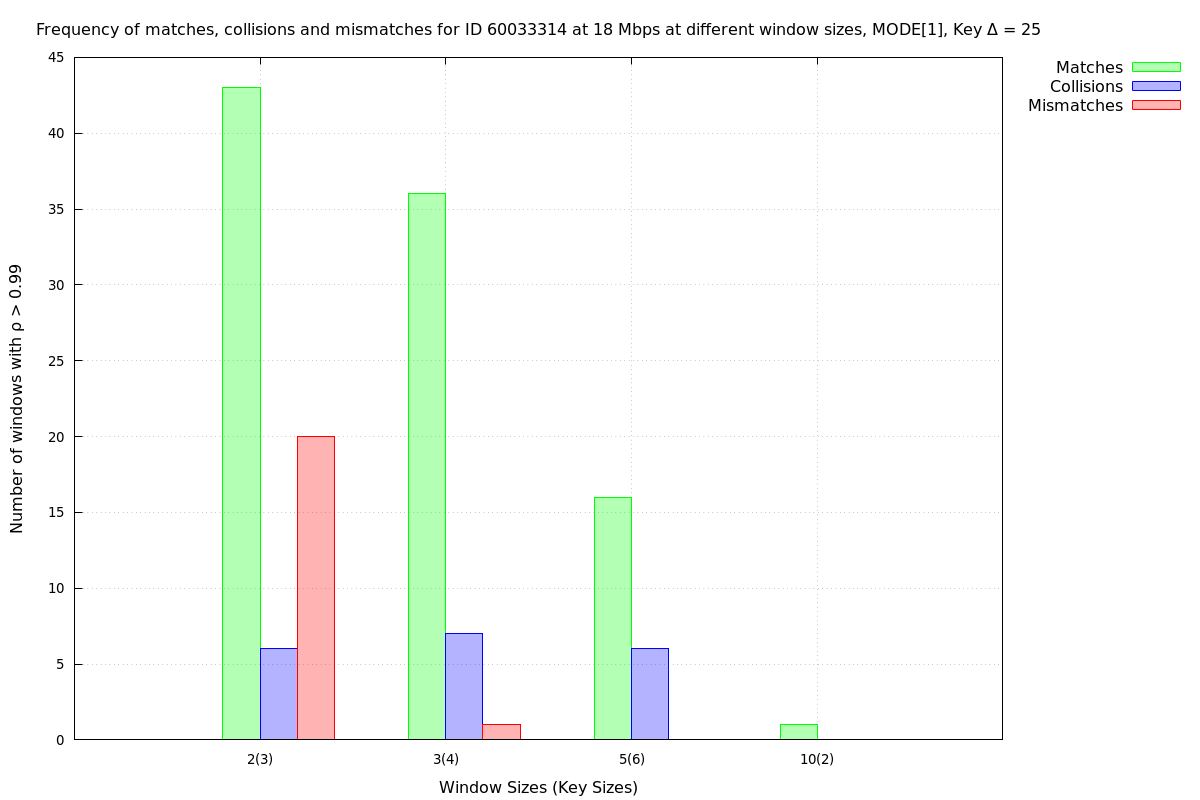 Frequency of matches, collisions and mismatches for ID 60033314 at 18 Mbps at different window sizes, MODE[1], Key Δ = 25
Matches
Collisions
Mismatches
Number of windows with ρ > 0.99
45
40
35
30
25
20
15
10
5
0
2(3) 3(4) 5(6) 10(2)
Window Sizes (Key Sizes)